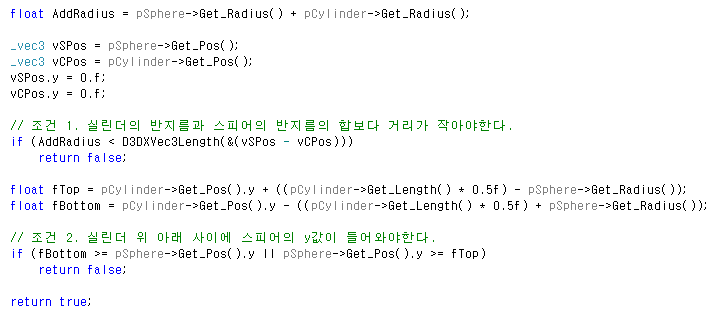 float AddRadius = pSphere->Get_Radius() + pCylinder->Get_Radius();
_vec3 vSPos = pSphere->Get_Pos();
_vec3 vCPos = pCylinder->Get_Pos();
vSPos.y = 0.f;
vCPos.y = 0.f;
// 조건 1. 실린더의 반지름과 스피어의 반지름의 합보다 거리가 작아야한다.
if (AddRadius < D3DXVec3Length(&(vSPos - vCPos)))
    return false;
float fTop = pCylinder->Get_Pos().y + ((pCylinder->Get_Length() * 0.5f) - pSphere->Get_Radius());
float fBottom = pCylinder->Get_Pos().y - ((pCylinder->Get_Length() * 0.5f) + pSphere->Get_Radius());
// 조건 2. 실린더 위 아래 사이에 스피어의 y값이 들어와야한다.
if (fBottom >= pSphere->Get_Pos().y || pSphere->Get_Pos().y >= fTop)
    return false;
return true;